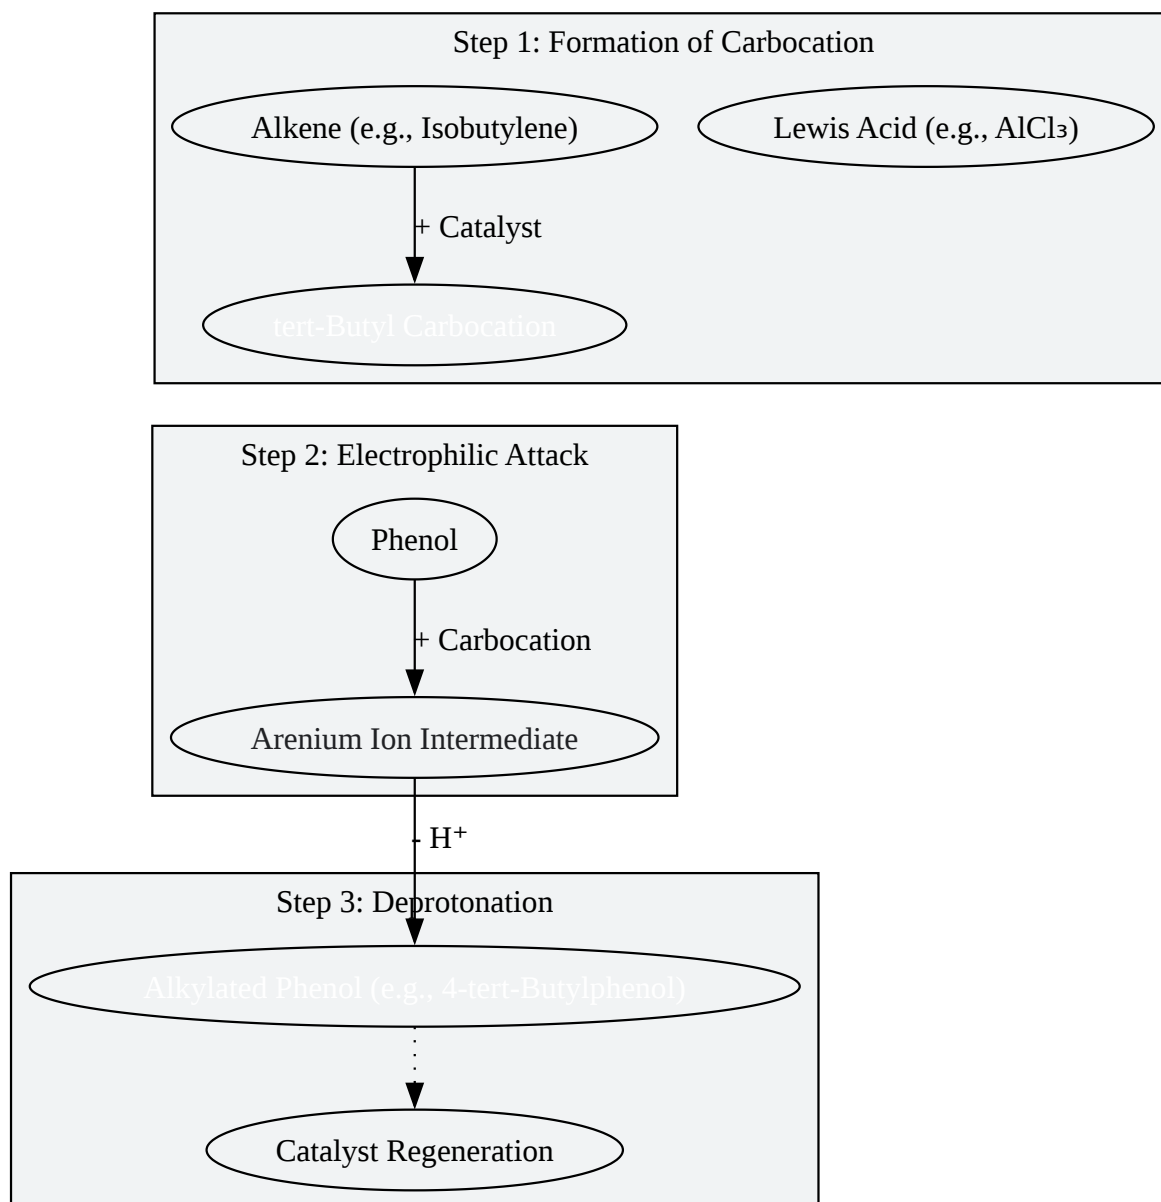 Step 1: Formation of Carbocation
Alkene (e.g., Isobutylene)
Lewis Acid (e.g., AlCl₃)
+ Catalyst
tert-Butyl Carbocation
Step 2: Electrophilic Attack
Phenol
+ Carbocation
Arenium Ion Intermediate
- H⁺
Step 3: Deprotonation
Alkylated Phenol (e.g., 4-tert-Butylphenol)
Catalyst Regeneration